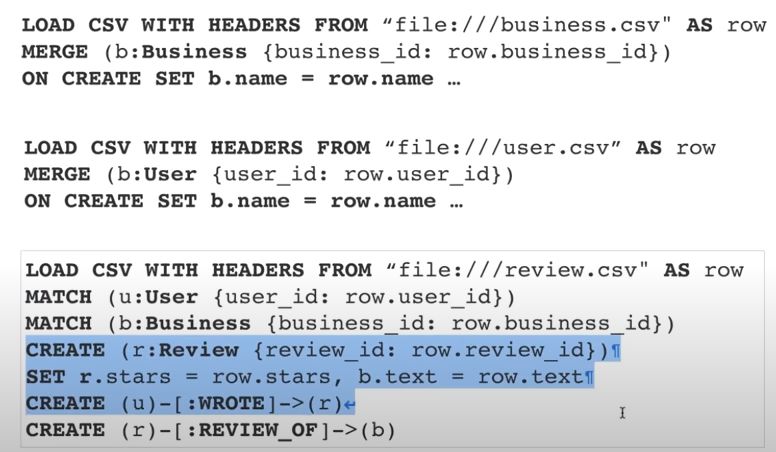 LOAD CSV WITH HEADERS FROM “file:///business.csv" AS row
MERGE (b:Business {business_id: row.business_id})
ON CREATE SET b.name = row.name …
LOAD CSV WITH HEADERS FROM “file:///user.csv” AS row
MERGE (b:User {user_id: row.user_id})
ON CREATE SET b.name = row.name …
LOAD CSV WITH HEADERS FROM “file:///review.csv" AS row
MATCH (u:User {user_id: row.user_id})
MATCH (b:Business {business_id: row.business_id})
CREATE (r:Review {review_id: row.review_id})¶
SET r.stars = row.stars, b.text = row.text¶
CREATE (u)-[:WROTE]->(r)↵
CREATE (r)-[:REVIEW_OF]->(b)